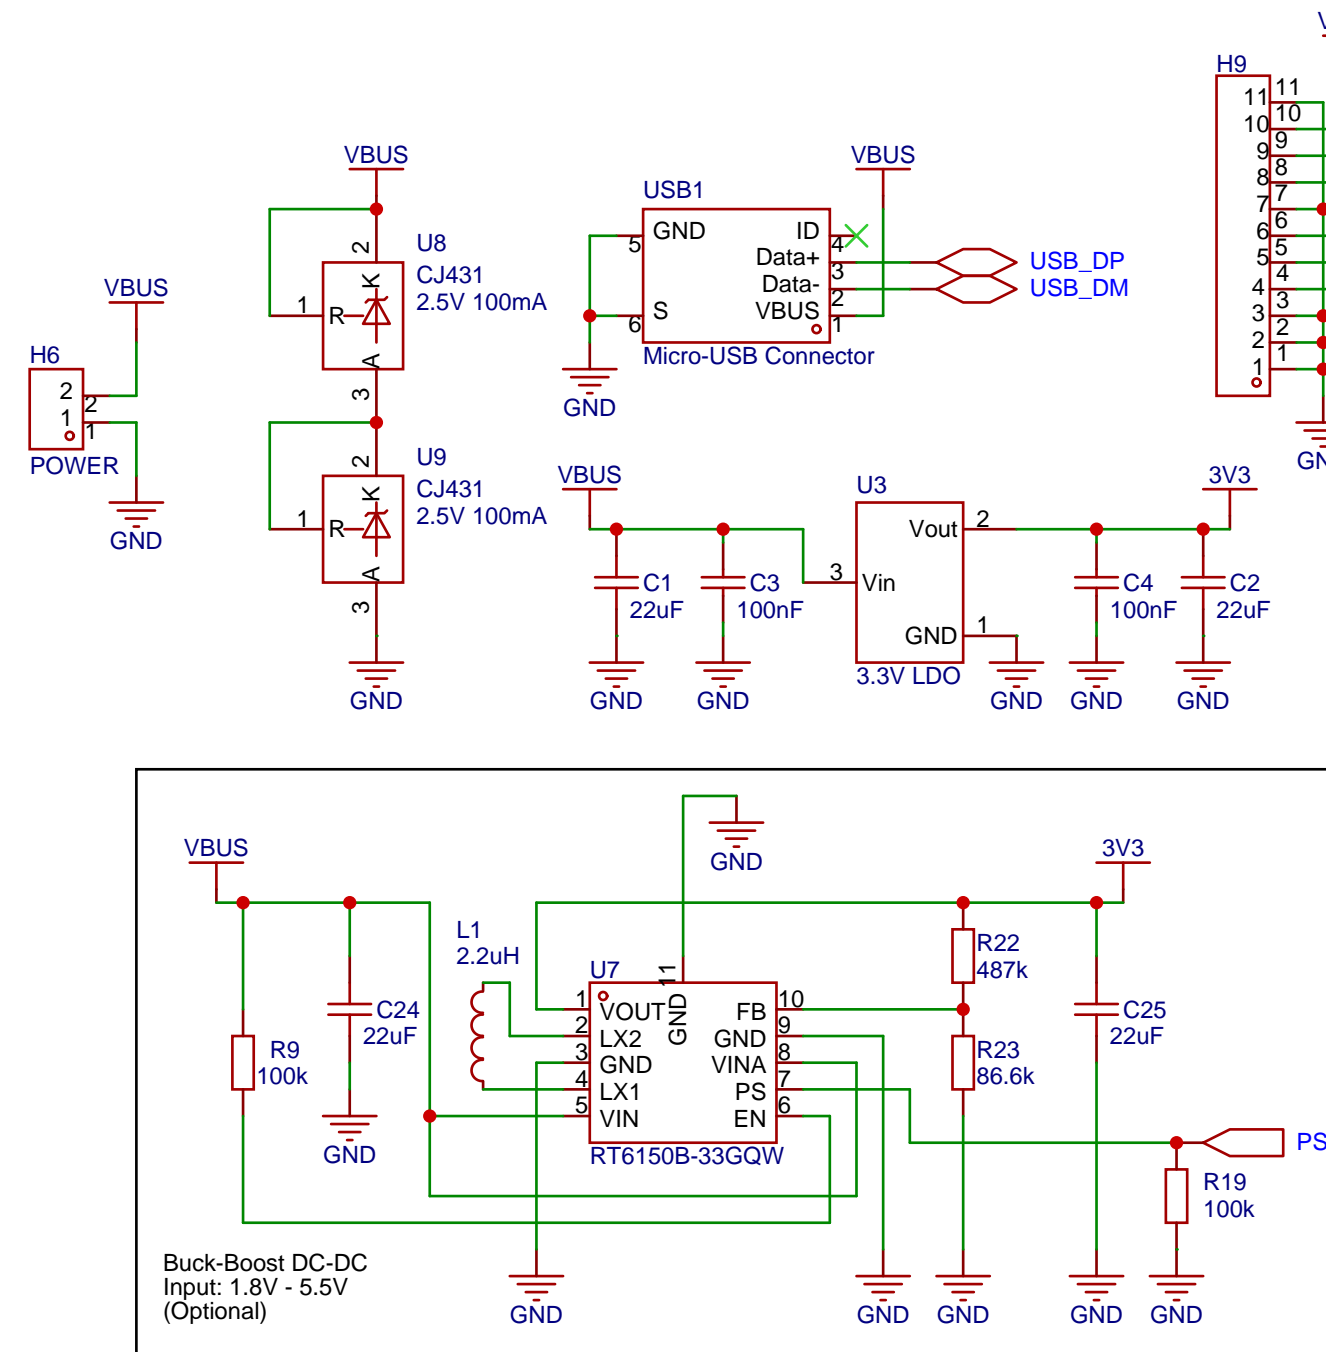 H9
11 11
10 10
9 9
8 8
7 7
6 6
5 5
4 4
3 3
2 2
1 1
VBUS
U8
CJ431
2.5V 100mA
2
K
1
R
A
3
U9
CJ431
2.5V 100mA
2
K
1
R
A
3
GND
VBUS
H6
2 2
1 1
POWER
GND
VBUS
USB1
GND
5
S
6
ID
4
Data+
3
Data-
2
VBUS
1
USB_DP
USB_DM
Micro-USB Connector
GND
VBUS
C1
22uF
GND
C3
100nF
GND
U3
Vout
2
3
Vin
GND
1
3.3V LDO
GND
3V3
C4
100nF
GND
C2
22uF
GND
VBUS
GND
3V3
L1
2.2uH
U7
11
GND
1
VOUT
2
LX2
3
GND
4
LX1
5
VIN
FB
10
GND
9
VINA
8
PS
7
EN
6
RT6150B-33GQW
R9
100k
C24
22uF
GND
R22
487k
R23
86.6k
C25
22uF
PS
R19
100k
GND
GND
GND
GND
GND
Buck-Boost DC-DC
Input: 1.8V - 5.5V
(Optional)